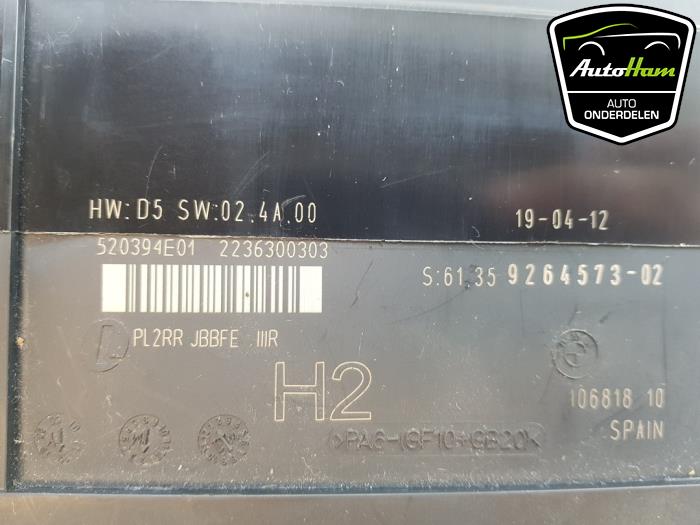 AutoHam
AUTO
ONDERDELEN
HW:D5 SW:02.4A.00
19-04-12
520394E01 2236300303
S:61.35 9264573-02
PL2RR JBBFE IIIR
H2
106818 10
>PA6-(GF10+GB20)<
SPAIN